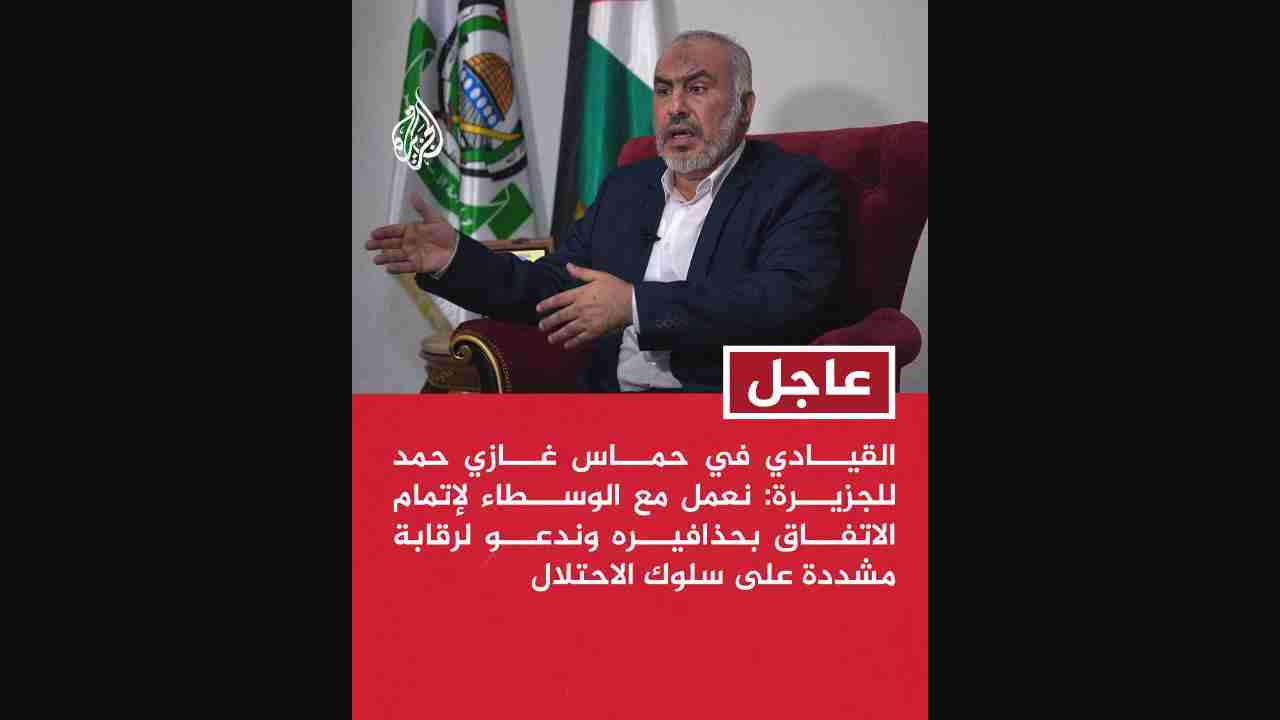 الجزيرة
عاجل
القيادي في حماس غازي حمد
للجزيرة: نعمل مع الوسطاء لإتمام
الاتفاق بحذافيره وندعو لرقابة
مشددة على سلوك الاحتلال